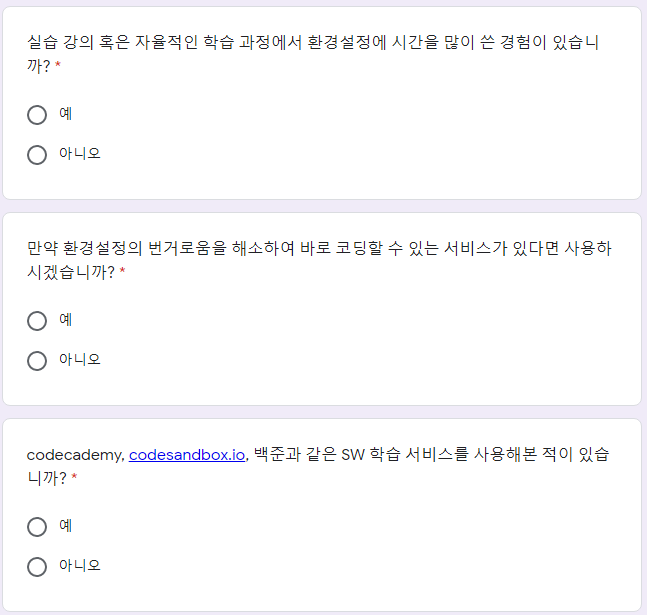 실습 강의 혹은 자율적인 학습 과정에서 환경설정에 시간을 많이 쓴 경험이 있습니
까? *
예
아니오
만약 환경설정의 번거로움을 해소하여 바로 코딩할 수 있는 서비스가 있다면 사용하
시겠습니까? *
예
아니오
codecademy, codesandbox.io, 백준과 같은 SW 학습 서비스를 사용해본 적이 있습
니까? *
예
아니오